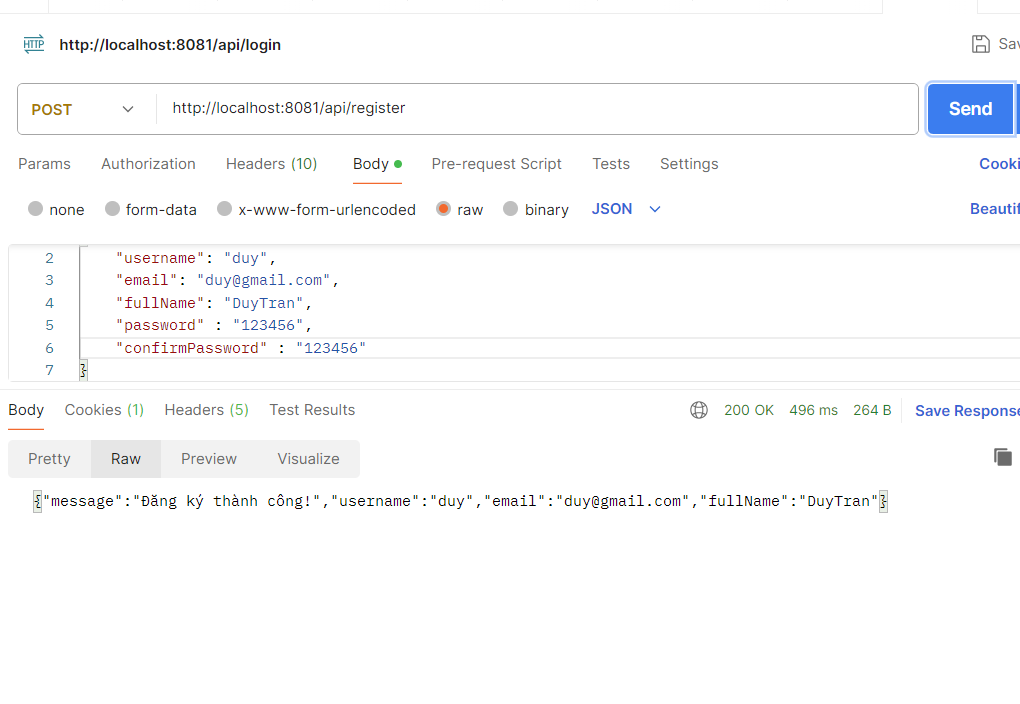 HTTP http://localhost:8081/api/login Sav
POST http://localhost:8081/api/register Send
Params Authorization Headers (10) Body Pre-request Script Tests Settings Cooki
none form-data x-www-form-urlencoded raw binary JSON Beautif
2 "username": "duy",
3 "email": "duy@gmail.com",
4 "fullName": "DuyTran",
5 "password" : "123456",
6 "confirmPassword" : "123456"
7 }
Body Cookies (1) Headers (5) Test Results 200 OK 496 ms 264 B Save Response
Pretty Raw Preview Visualize
{"message":"Đăng ký thành công!","username":"duy","email":"duy@gmail.com","fullName":"DuyTran"}